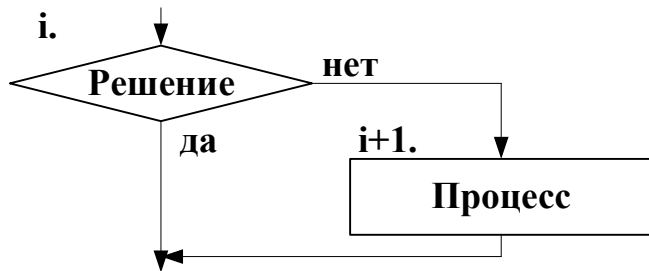 i.
Решение
нет
да
i+1.
Процесс